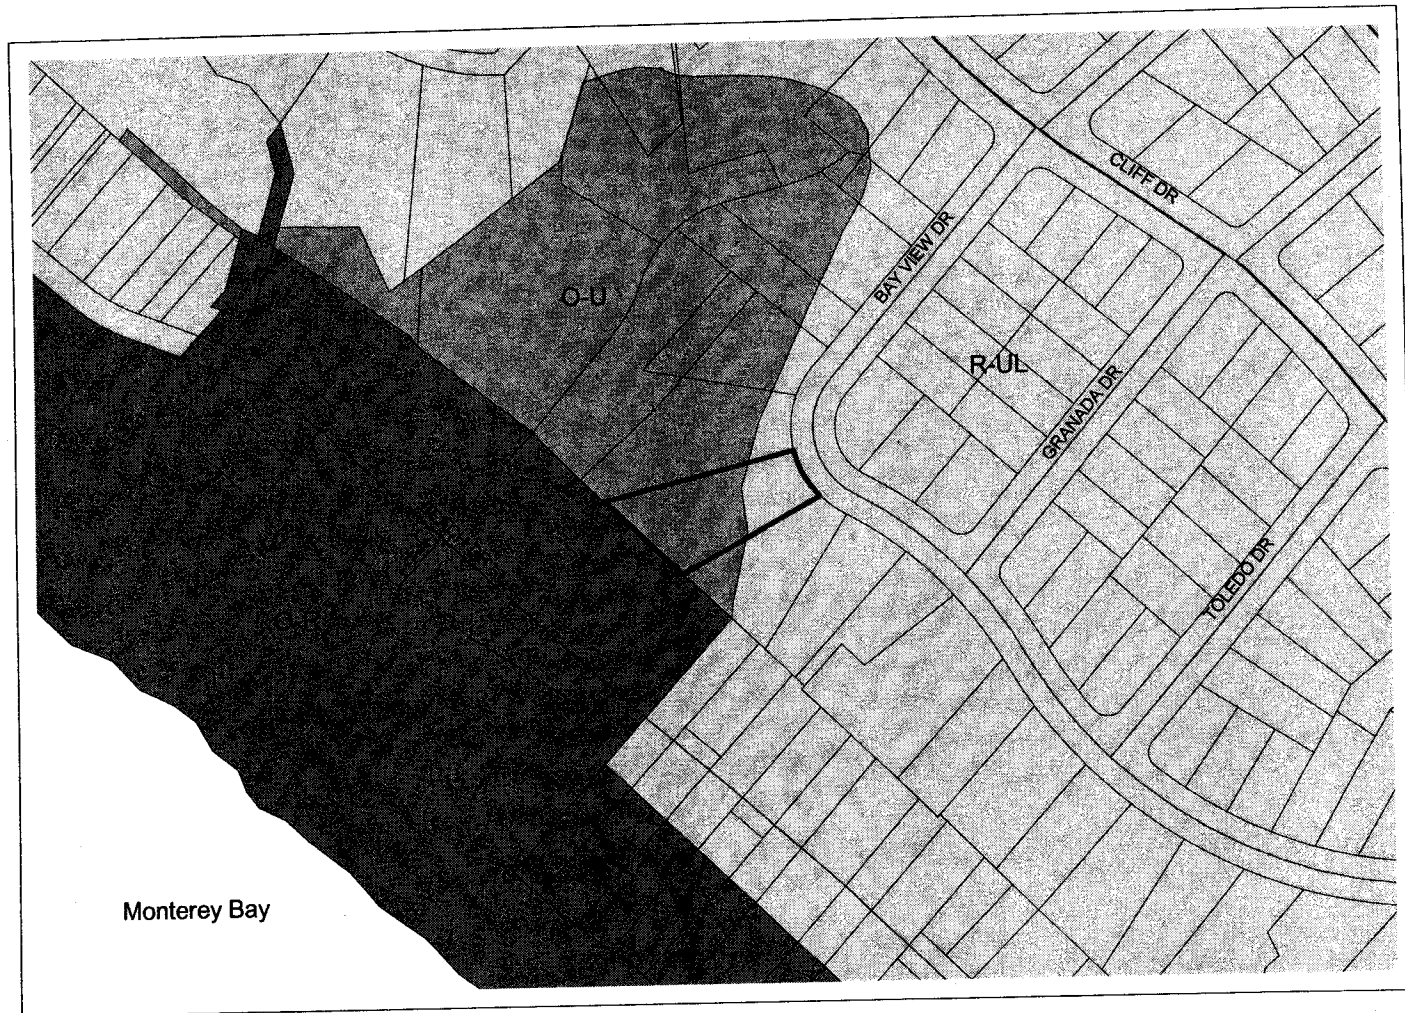 CLIFF DR
BAY VIEW DR
O-U
R-UL
GRANADA DR
TOLEDO DR
Monterey Bay